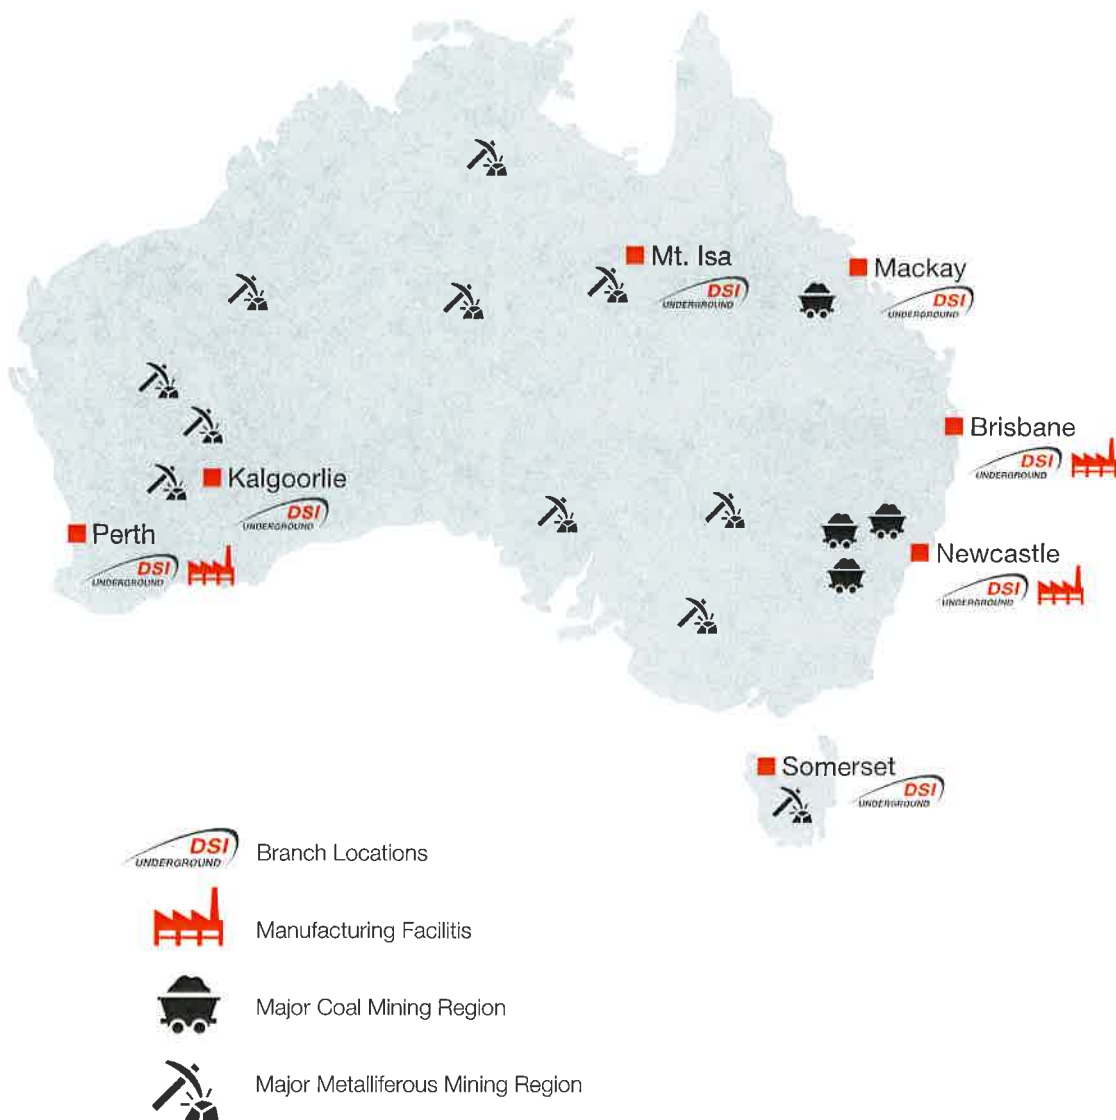 Mt. Isa
DSI
UNDERGROUND
Mackay
DSI
UNDERGROUND
Brisbane
DSI
UNDERGROUND
Kalgoorlie
DSI
UNDERGROUND
Perth
DSI
UNDERGROUND
Newcastle
DSI
UNDERGROUND
Somerset
DSI
UNDERGROUND
DSI
UNDERGROUND
Branch Locations
Manufacturing Facilitis
Major Coal Mining Region
Major Metalliferous Mining Region